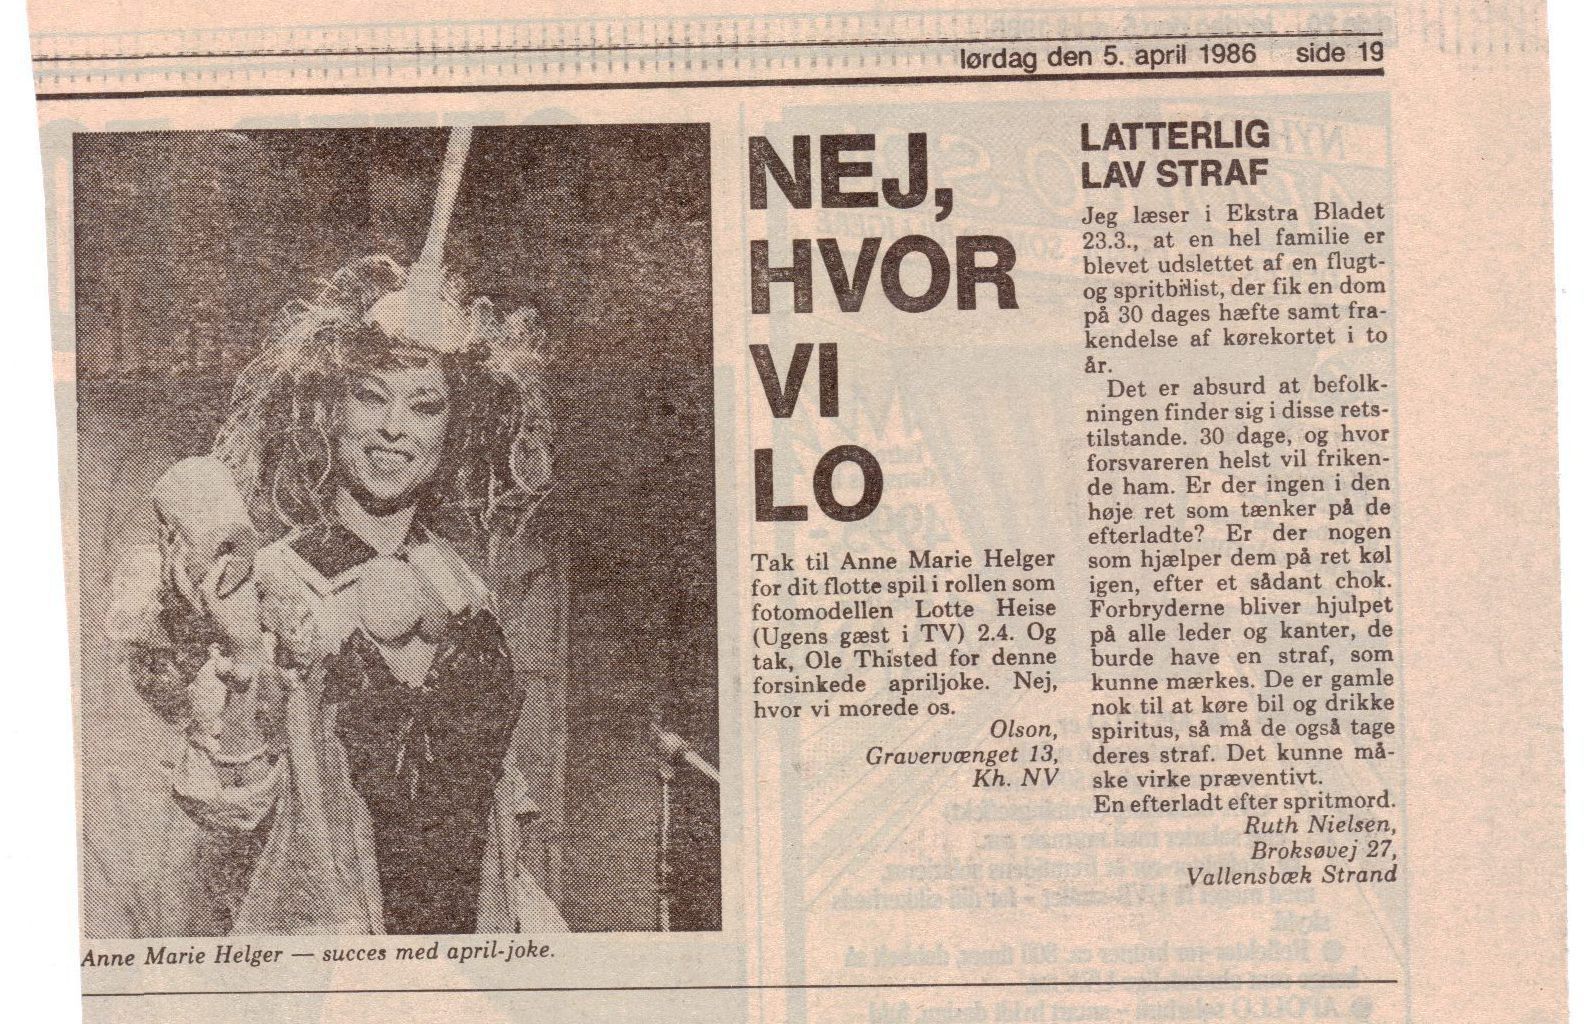 lørdag den 5. april 1986 side 19
NEJ,
HVOR
VI
LO
Tak til Anne Marie Helger
for dit flotte spil i rollen som
fotomodellen Lotte Heise
(Ugens gæst i TV) 2.4. Og
tak, Ole Thisted for denne
forsinkede apriljoke. Nej,
hvor vi morede os.
Olson,
Gravervænget 13,
Kh. NV
Anne Marie Helger — succes med april-joke.
LATTERLIG
LAV STRAF
Jeg læser i Ekstra Bladet
23.3., at en hel familie er
blevet udslettet af en flugt-
og spritbilist, der fik en dom
på 30 dages hæfte samt fra-
kendelse af kørekortet i to
år.
Det er absurd at befolk-
ningen finder sig i disse rets-
tilstande. 30 dage, og hvor
forsvareren helst vil friken-
de ham. Er der ingen i den
høje ret som tænker på de
efterladte? Er der nogen
som hjælper dem på ret køl
igen, efter et sådant chok.
Forbryderne bliver hjulpet
på alle leder og kanter, de
burde have en straf, som
kunne mærkes. De er gamle
nok til at køre bil og drikke
spiritus, så må de også tage
deres straf. Det kunne må-
ske virke præventivt.
En efterladt efter spritmord.
Ruth Nielsen,
Broksøvej 27,
Vallensbæk Strand